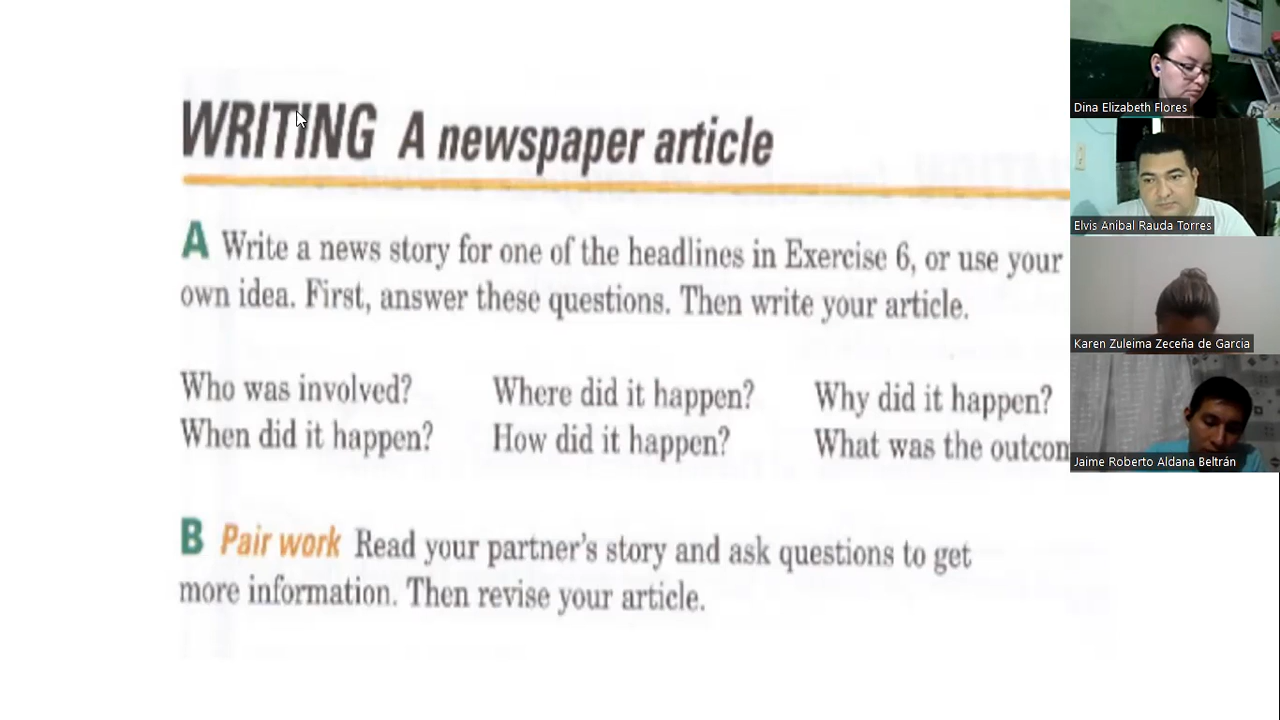 WRITING A newspaper article
A Write a news story for one of the headlines in Exercise 6, or use your
own idea. First, answer these questions. Then write your article.
Who was involved? Where did it happen? Why did it happen?
When did it happen? How did it happen? What was the outcom
B Pair work Read your partner's story and ask questions to get
more information. Then revise your article.
Dina Elizabeth Flores
Elvis Anibal Rauda Torres
Karen Zuleima Zeceña de Garcia
Jaime Roberto Aldana Beltrán